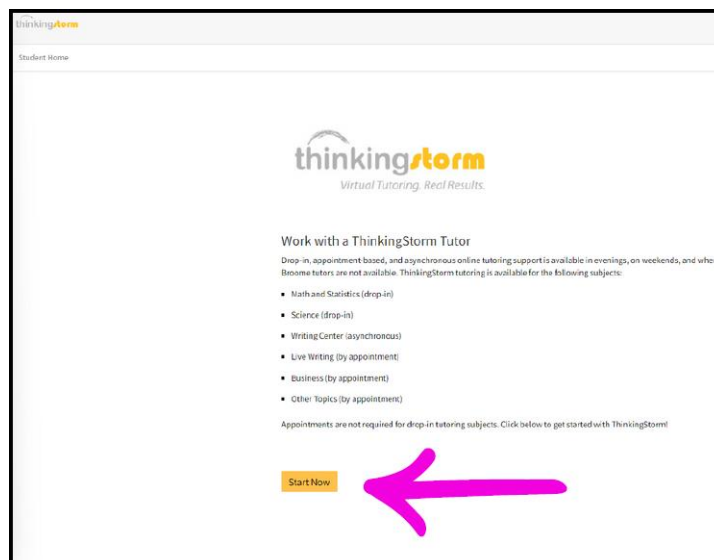 thinkingstorm
Student Home
thinkingstorm
Virtual Tutoring. Real Results.
Work with a ThinkingStorm Tutor
Drop-in, appointment-based, and asynchronous online tutoring support is available in evenings, on weekends, and
Broome tutors are not available. ThinkingStorm tutoring is available for the following subjects:
Math and Statistics (drop-in)
Science (drop-in)
Writing Center (asynchronous)
Live Writing (by appointment)
Business (by appointment)
Other Topics (by appointment)
Appointments are not required for drop-in tutoring subjects. Click below to get started with ThinkingStorm!
Start Now